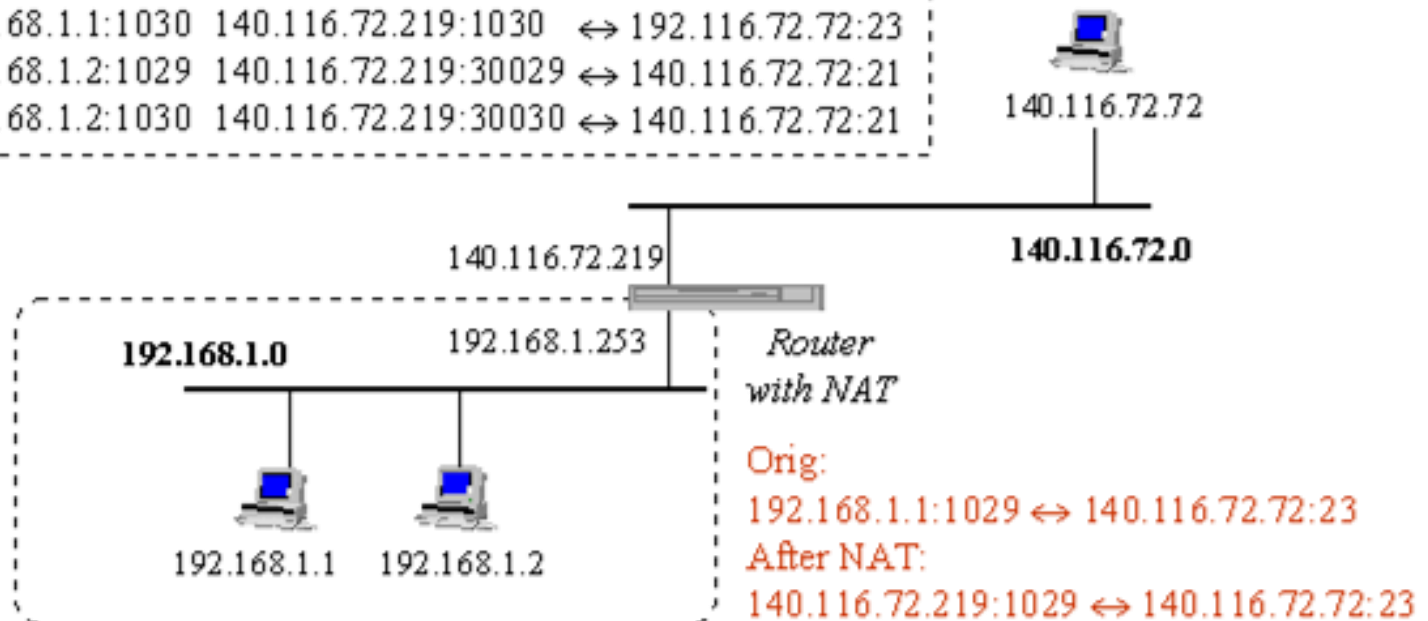 68.1.1:1030 140.116.72.219:1030 ⇔ 192.116.72.72:23
68.1.2:1029 140.116.72.219:30029 ⇔ 140.116.72.72:21
68.1.2:1030 140.116.72.219:30030 ⇔ 140.116.72.72:21
140.116.72.72
140.116.72.219
140.116.72.0
192.168.1.0
192.168.1.253
Router
with NAT
192.168.1.1
192.168.1.2
Orig:
192.168.1.1:1029 ⇔ 140.116.72.72:23
After NAT:
140.116.72.219:1029 ⇔ 140.116.72.72:23